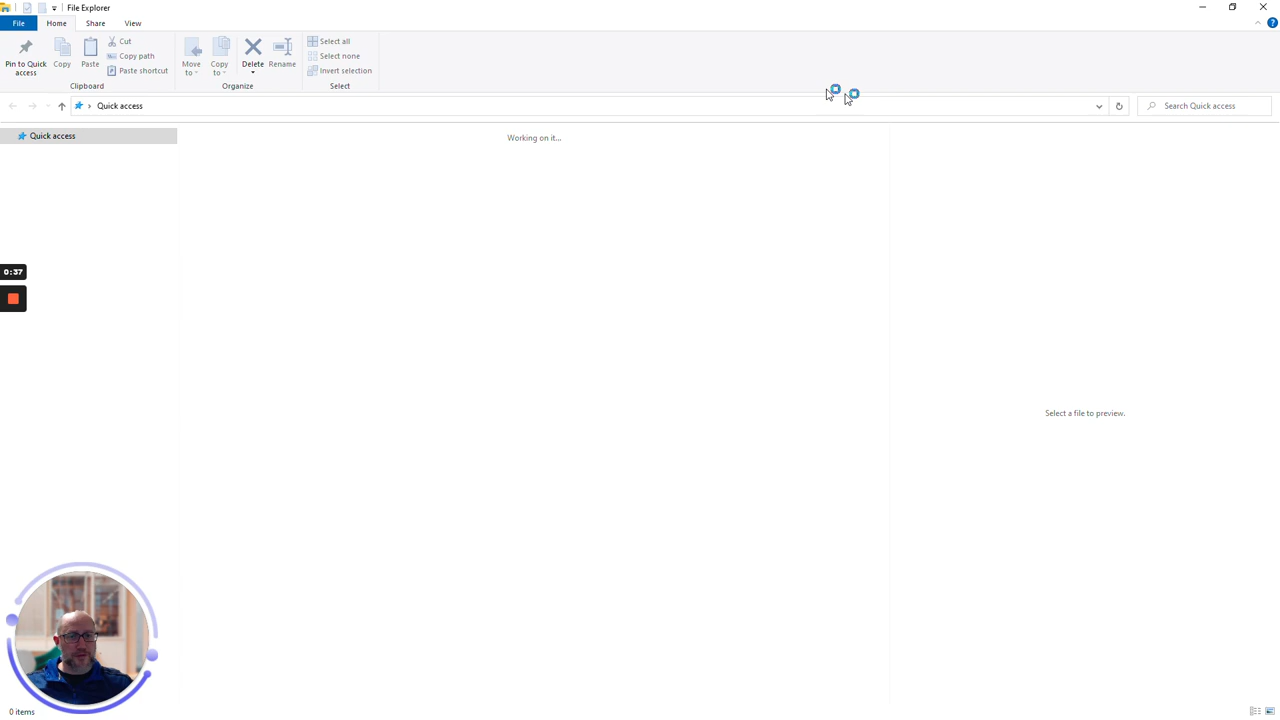 File Explorer
File Home Share View
Pin to Quick access
Copy
Paste
Cut
Copy path
Paste shortcut
Move to
Copy to
Delete
Rename
Select all
Select none
Invert selection
Clipboard
Organize
Select
Quick access
Search Quick access
Quick access
Working on it...
0:37
Select a file to preview.
0 items